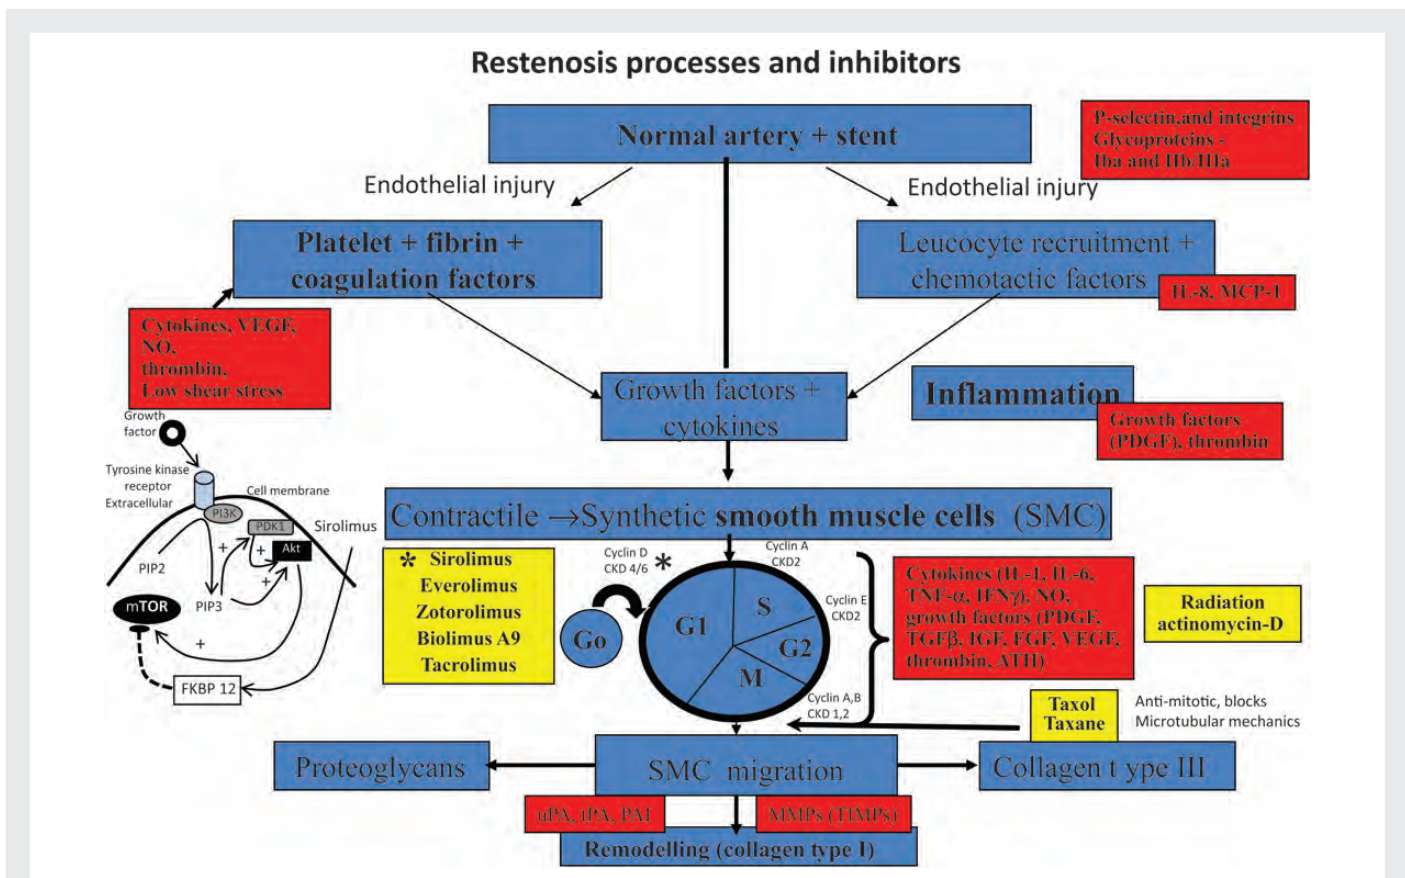 Restenosis processes and inhibitors
Normal artery + stent
P-selectin,and integrins
Glycoproteins -
Iba and IIb/IIIa
Endothelial injury
Endothelial injury
Platelet + fibrin +
coagulation factors
Leucocyte recruitment +
chemotactic factors
IL-8, MCP-1
Cytokines, VEGF,
NO,
thrombin,
Low shear stress
Growth factors +
cytokines
Inflammation
Growth factors
(PDGF), thrombin
Growth
factor
Tyrosine kinase
receptor
Extracellular
Cell membrane
PI3K
PDK1
Sirolimus
Akt
+
+
+
+
PIP2
PIP3
mTOR
FKBP 12
Contractile →Synthetic smooth muscle cells (SMC)
* Sirolimus
Everolimus
Zotorolimus
Biolimus A9
Tacrolimus
Cyclin D
CKD 4/6 *
Cyclin A
CKD2
Cyclin E
CKD2
Cyclin A,B
CKD 1,2
Go
G1
S
G2
M
Cytokines (IL-1, IL-6,
TNF-α, IFNγ), NO,
growth factors (PDGF,
TGFβ, IGF, FGF, VEGF,
thrombin, ATH)
Radiation
actinomycin-D
Taxol
Taxane
Anti-mitotic, blocks
Microtubular mechanics
Proteoglycans
SMC migration
Collagen t ype III
uPA, tPA, PAI
MMPs (TIMPs)
Remodelling (collagen type I)